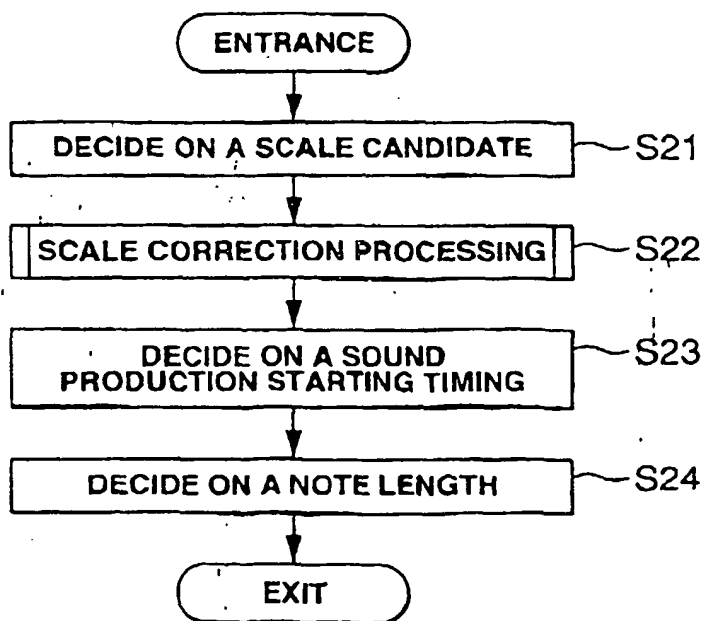 ENTRANCE
DECIDE ON A SCALE CANDIDATE
S21
SCALE CORRECTION PROCESSING
S22
DECIDE ON A SOUND
PRODUCTION STARTING TIMING
S23
DECIDE ON A NOTE LENGTH
S24
EXIT